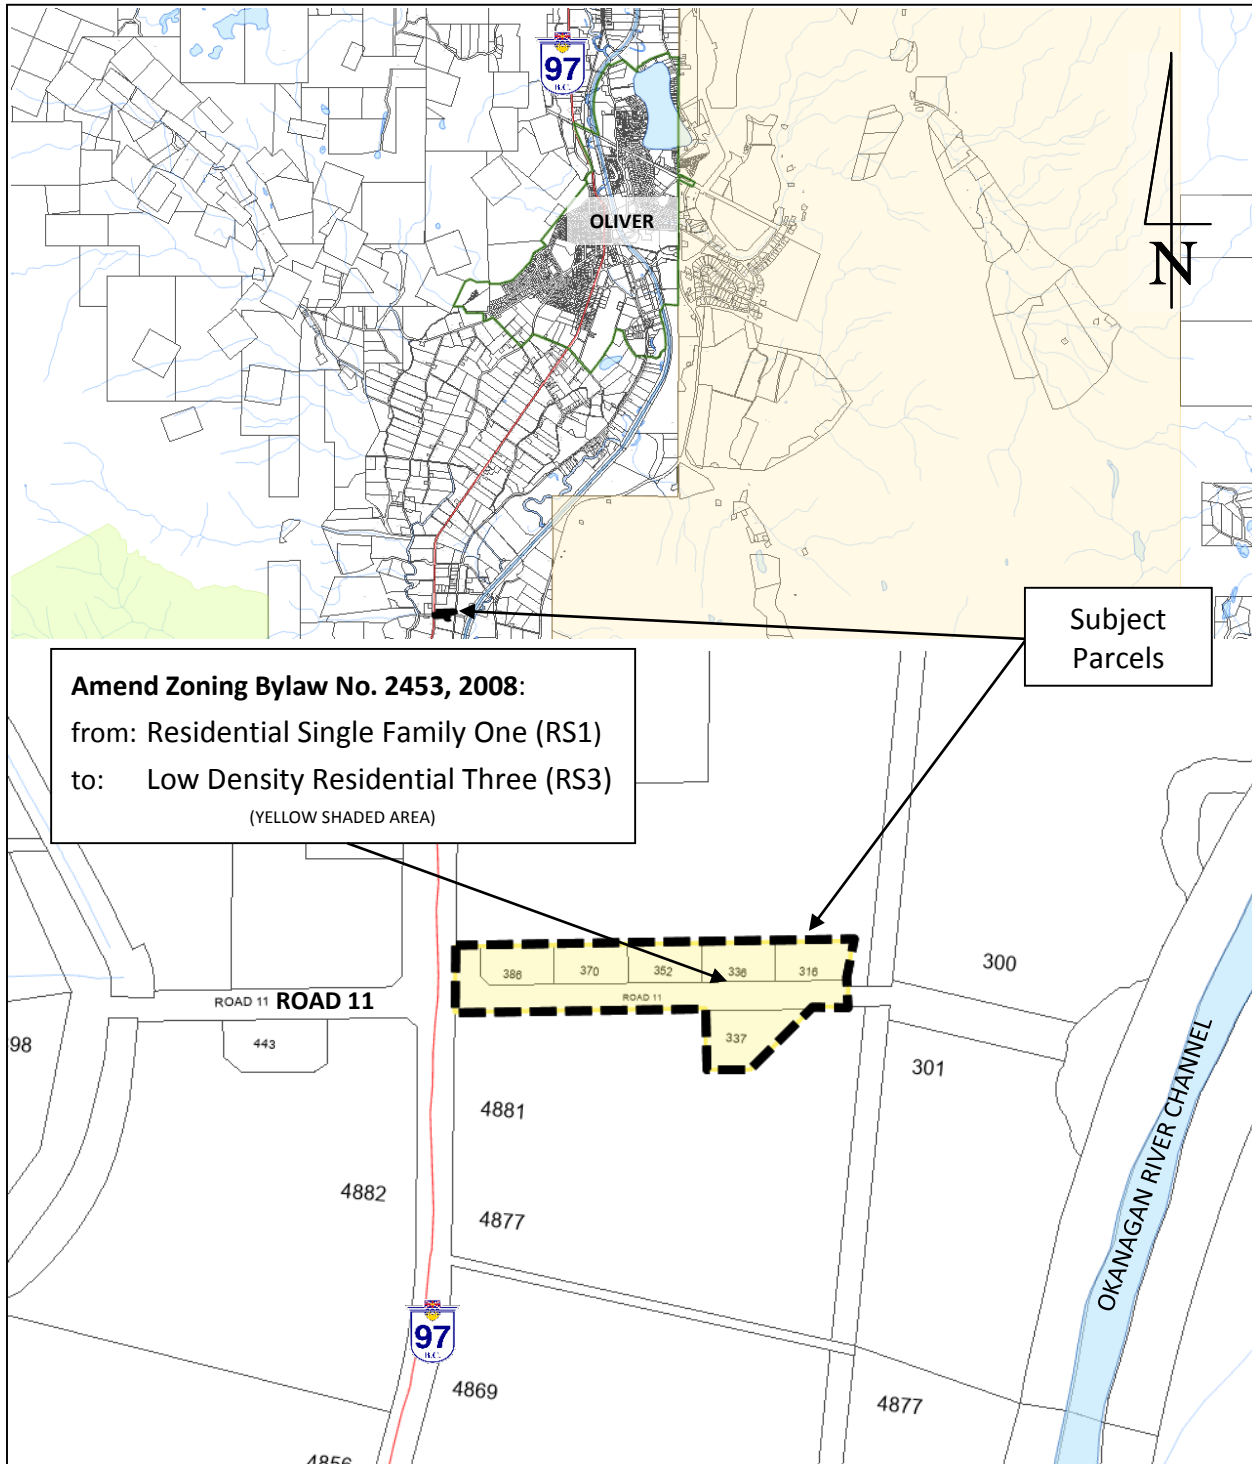 97
B.C.
OLIVER
N
Subject
Parcels
Amend Zoning Bylaw No. 2453, 2008:
from: Residential Single Family One (RS1)
to: Low Density Residential Three (RS3)
(YELLOW SHADED AREA)
386
370
352
336
316
300
ROAD 11
ROAD 11
ROAD 11
98
443
337
301
4881
4882
4877
OKANAGAN RIVER CHANNEL
97
B.C.
4869
4877
4856